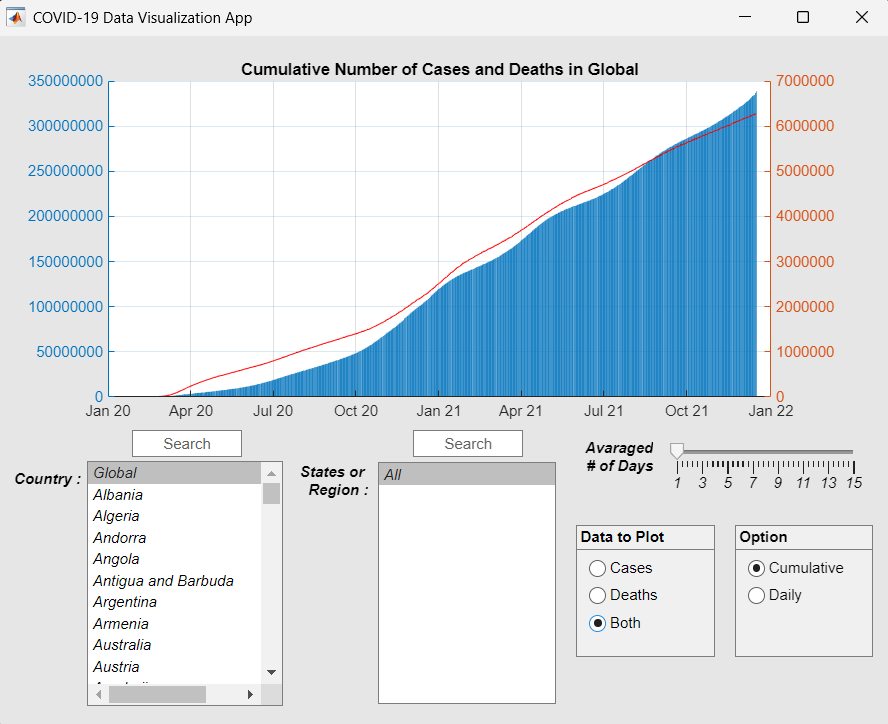 COVID-19 Data Visualization App
Cumulative Number of Cases and Deaths in Global
350000000
300000000
250000000
200000000
150000000
100000000
50000000
0
7000000
6000000
5000000
4000000
3000000
2000000
1000000
0
Jan 20 Apr 20 Jul 20 Oct 20 Jan 21 Apr 21 Jul 21 Oct 21 Jan 22
Search
Country :
Global
Albania
Algeria
Andorra
Angola
Antigua and Barbuda
Argentina
Armenia
Australia
Austria
Search
States or
Region :
All
Avaraged
# of Days
1 3 5 7 9 11 13 15
Data to Plot
Cases
Deaths
Both
Option
Cumulative
Daily